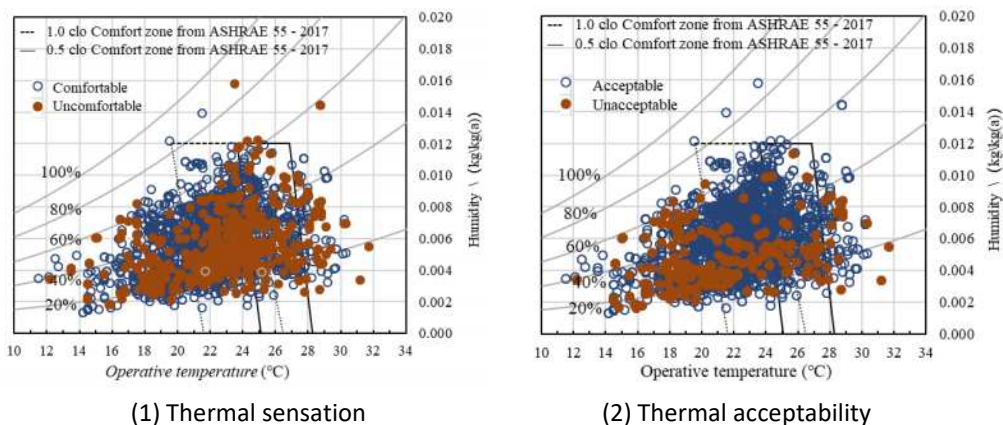 1.0 clo Comfort zone from ASHRAE 55 - 2017
0.5 clo Comfort zone from ASHRAE 55 - 2017
Comfortable
Uncomfortable
100%
80%
60%
40%
20%
0.020
0.018
0.016
0.014
0.012
0.010
0.008
0.006
0.004
0.002
0.000
Humidity \ (kg\kg(a))
10 12 14 16 18 20 22 24 26 28 30 32 34
Operative temperature (°C)
(1) Thermal sensation
1.0 clo Comfort zone from ASHRAE 55 - 2017
0.5 clo Comfort zone from ASHRAE 55 - 2017
Acceptable
Unacceptable
100%
80%
60%
40%
20%
0.020
0.018
0.016
0.014
0.012
0.010
0.008
0.006
0.004
0.002
0.000
Humidity \ (kg\kg(a))
10 12 14 16 18 20 22 24 26 28 30 32 34
Operative temperature (°C)
(2) Thermal acceptability